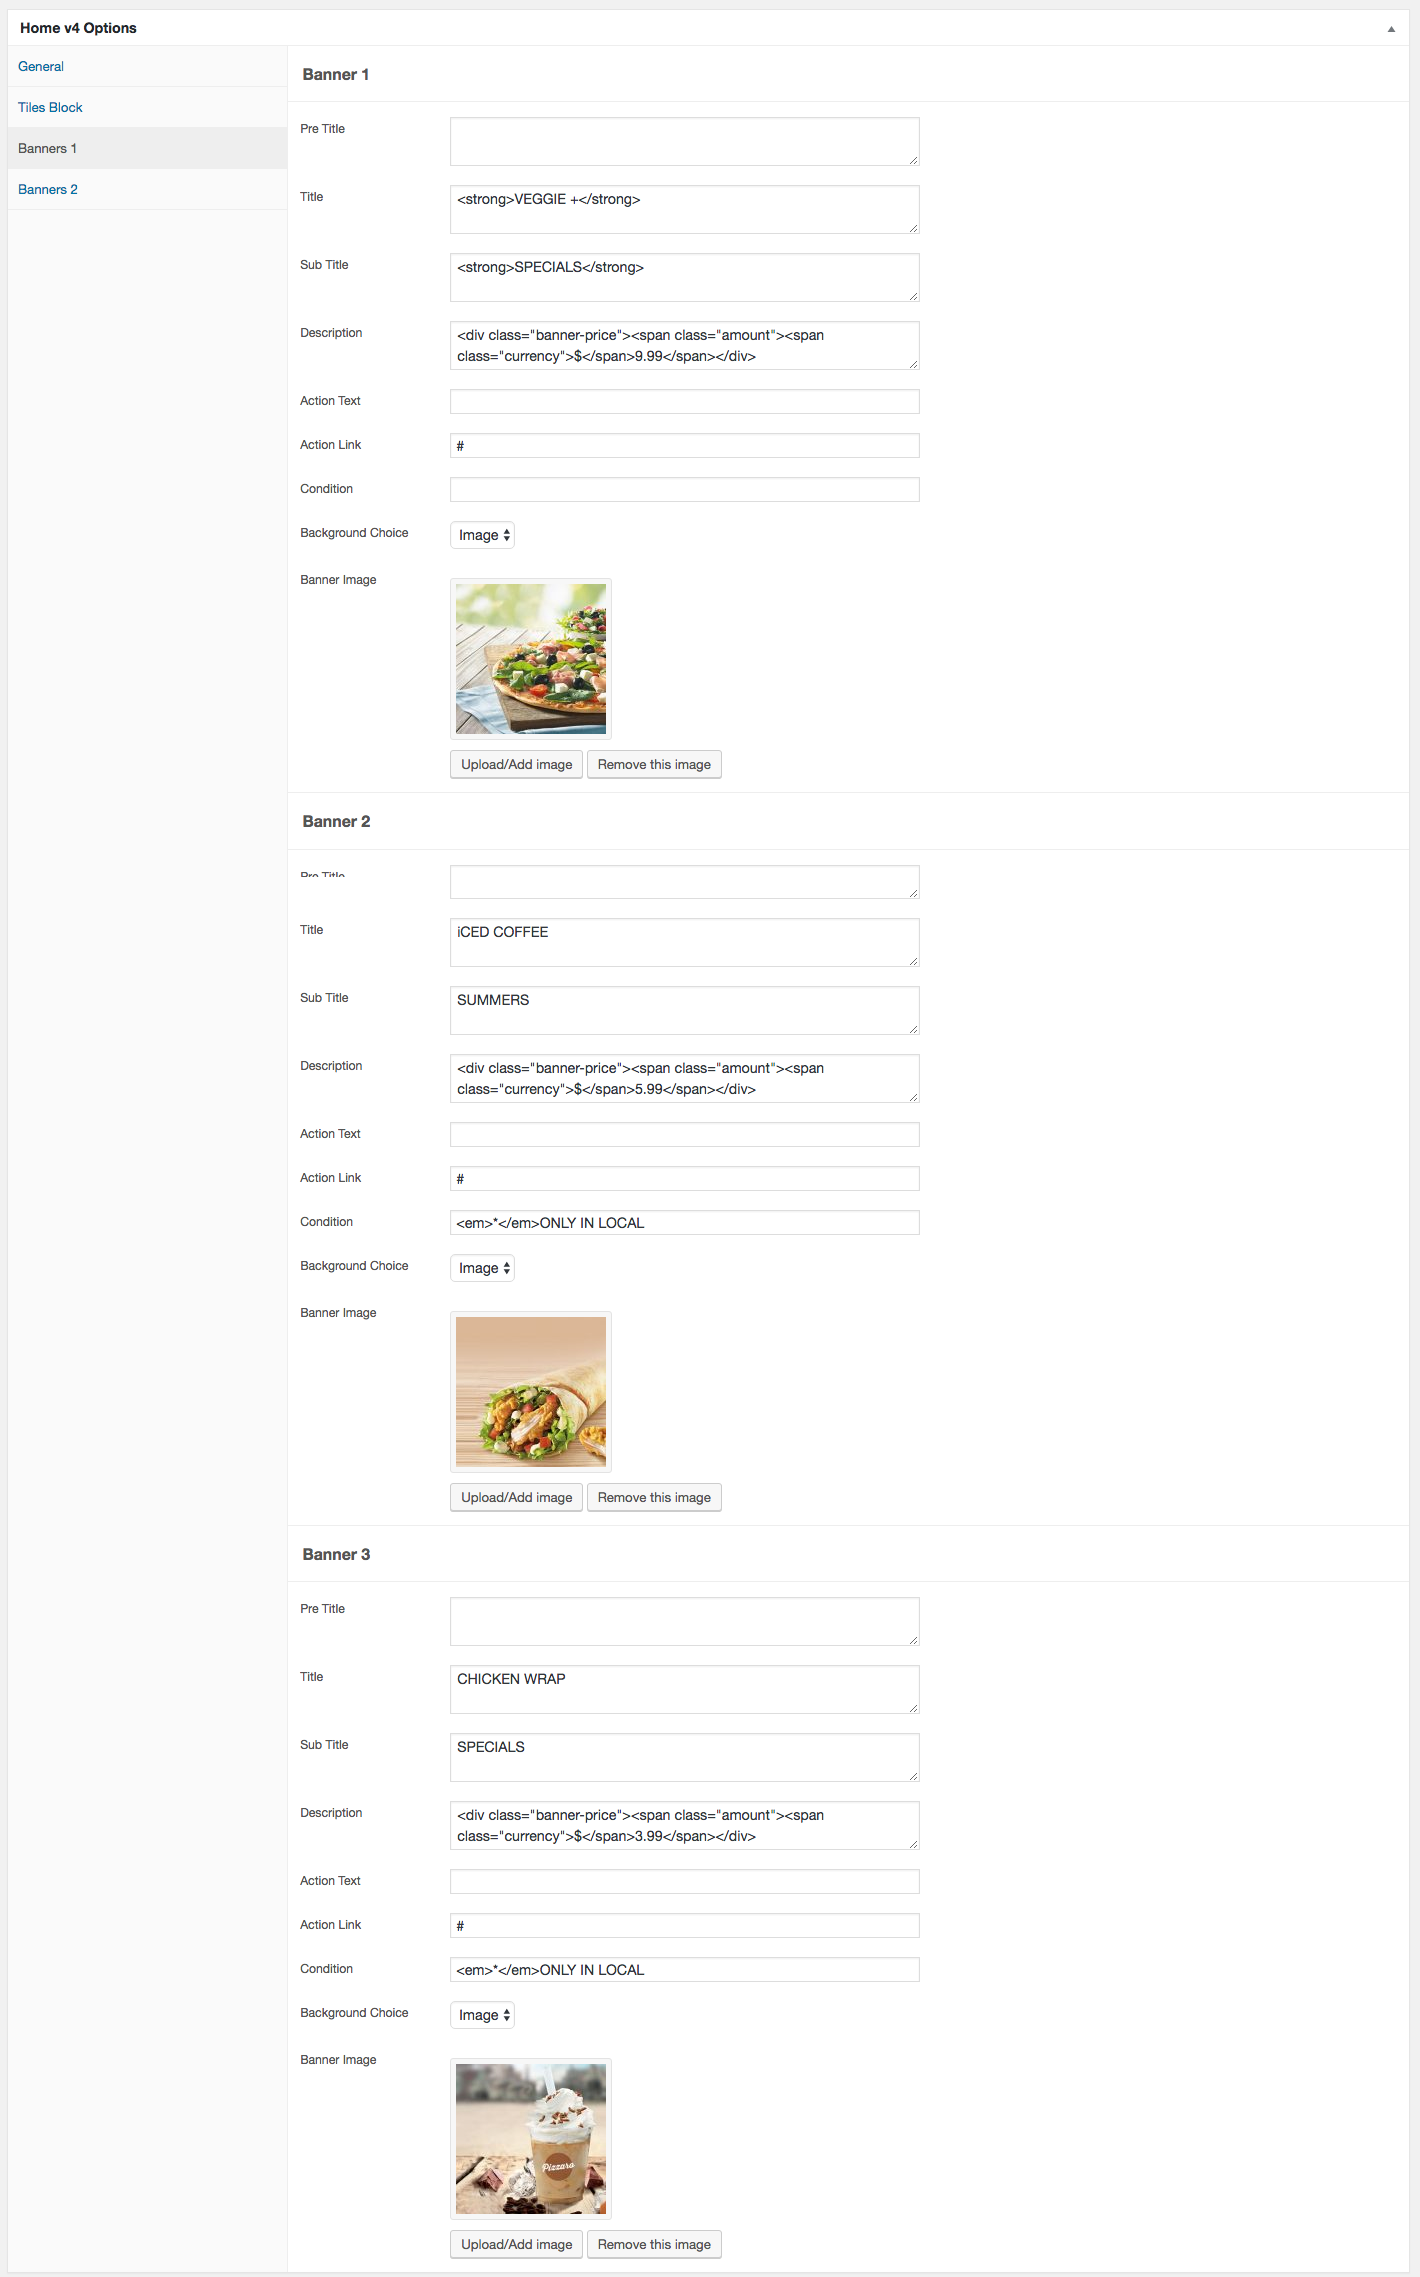 Home v4 Options
General
Tiles Block
Banners 1
Banners 2
Banner 1
Pre Title
Title
<strong>VEGGIE +</strong>
Sub Title
<strong>SPECIALS</strong>
Description
<div class="banner-price"><span class="amount"><span
class="currency">$</span>9.99</span></div>
Action Text
Action Link
#
Condition
Background Choice
Image
Banner Image
Upload/Add image Remove this image
Banner 2
Pre Title
Title
iCED COFFEE
Sub Title
SUMMERS
Description
<div class="banner-price"><span class="amount"><span
class="currency">$</span>5.99</span></div>
Action Text
Action Link
#
Condition
<em>*</em>ONLY IN LOCAL
Background Choice
Image
Banner Image
Upload/Add image Remove this image
Banner 3
Pre Title
Title
CHICKEN WRAP
Sub Title
SPECIALS
Description
<div class="banner-price"><span class="amount"><span
class="currency">$</span>3.99</span></div>
Action Text
Action Link
#
Condition
<em>*</em>ONLY IN LOCAL
Background Choice
Image
Banner Image
Pizzaro
Upload/Add image Remove this image